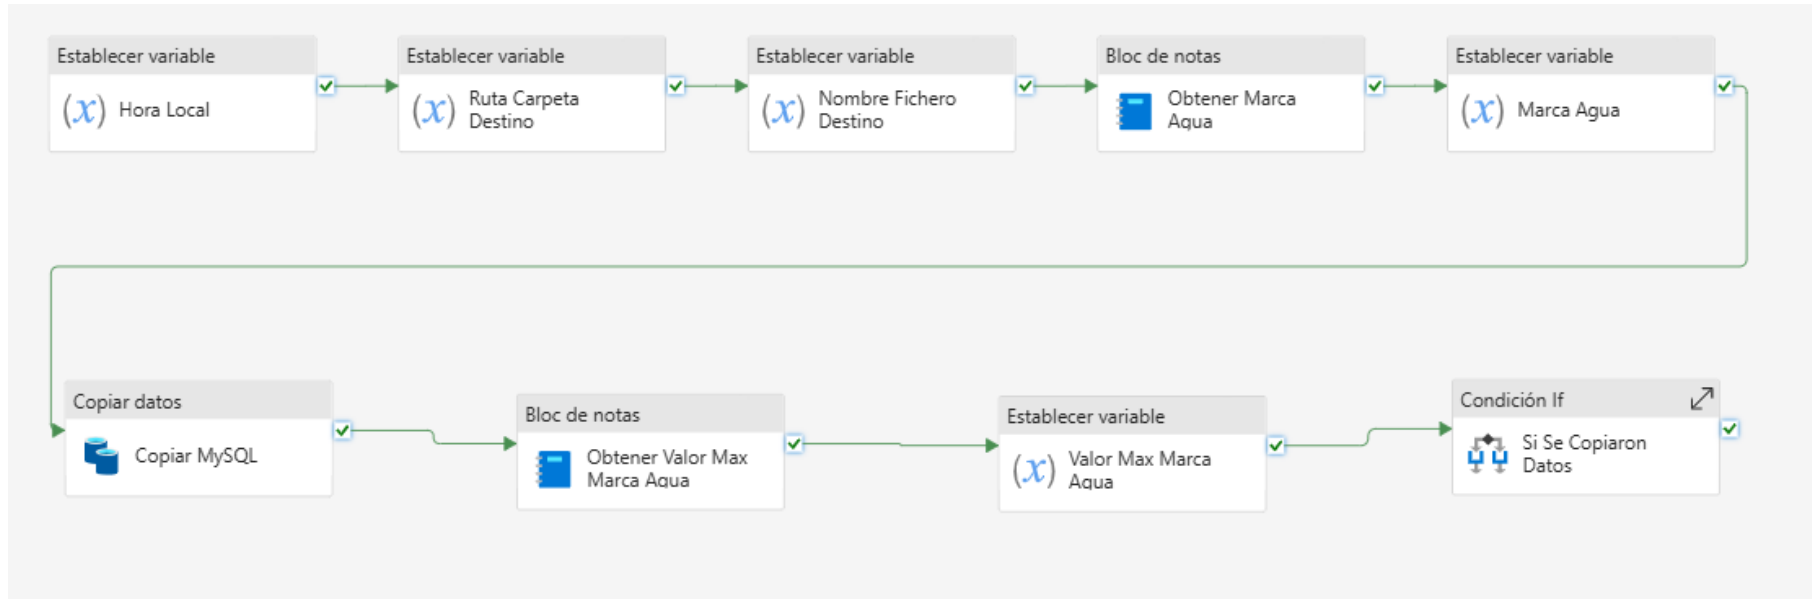 Establecer variable
(x) Hora Local
Establecer variable
(x) Ruta Carpeta
Destino
Establecer variable
(x) Nombre Fichero
Destino
Bloc de notas
Obtener Marca
Agua
Establecer variable
(x) Marca Agua
Copiar datos
Copiar MySQL
Bloc de notas
Obtener Valor Max
Marca Agua
Establecer variable
(x) Valor Max Marca
Agua
Condición If
Si Se Copiaron
Datos